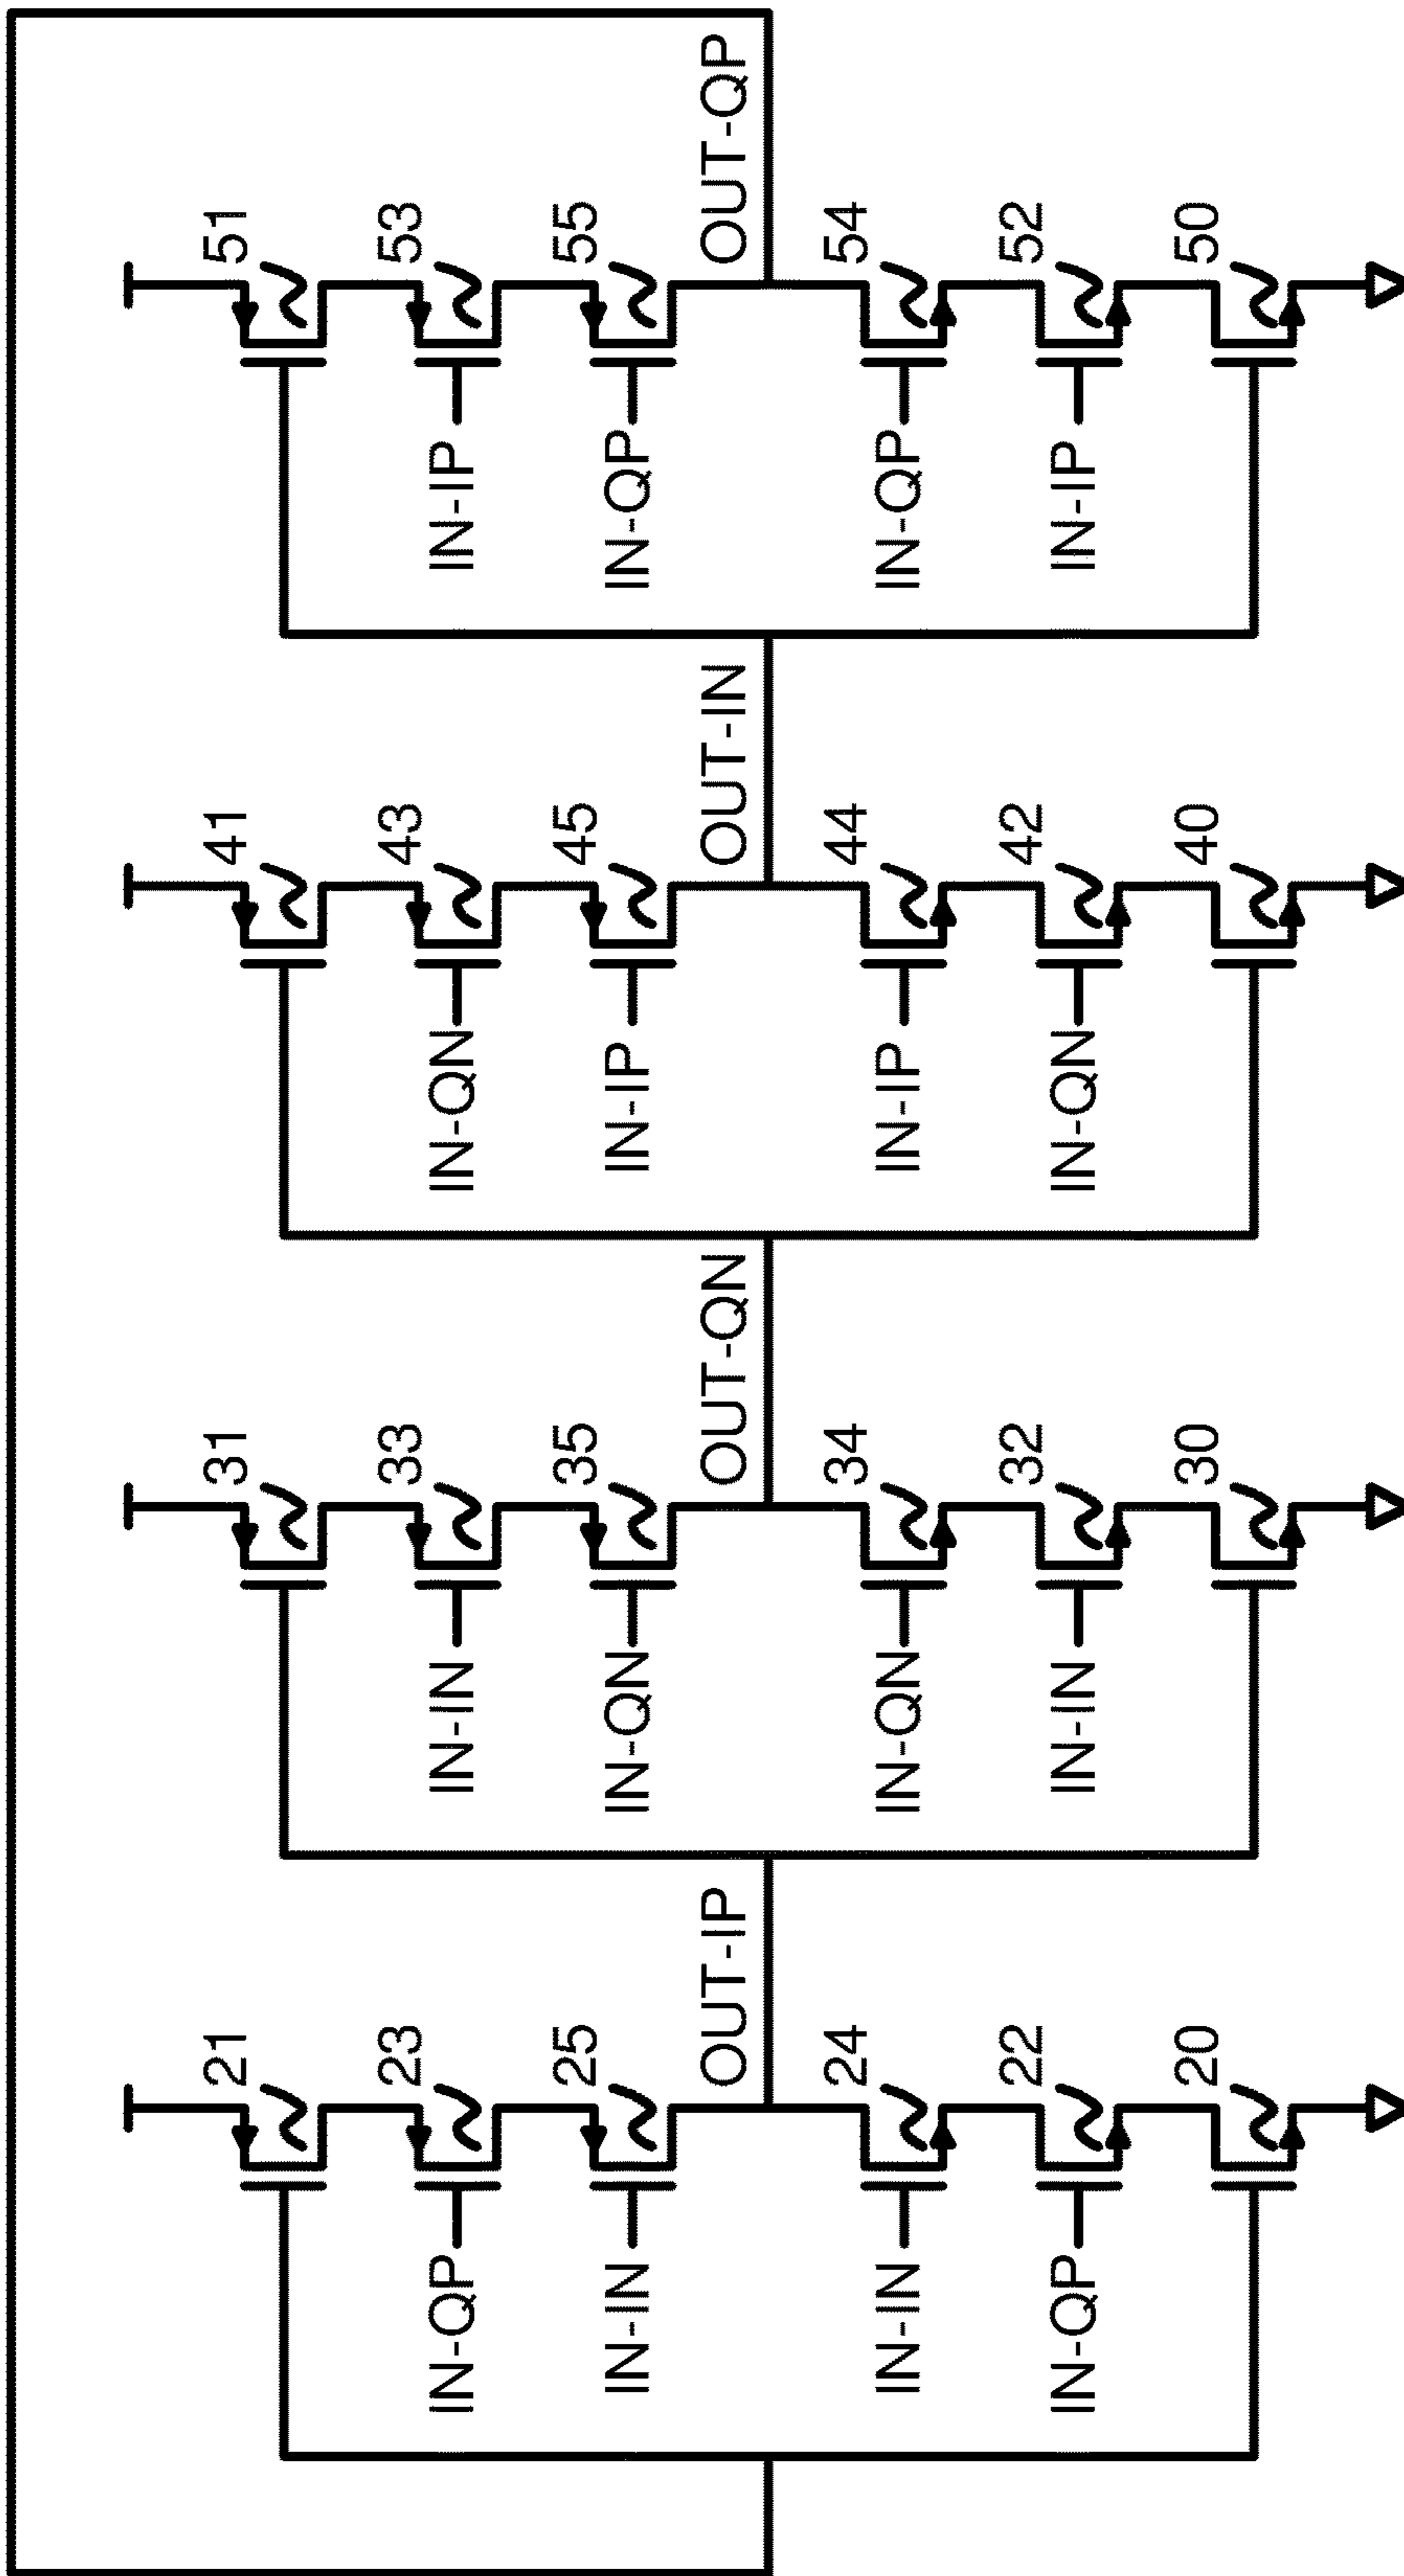 21
31
41
51
23
33
43
53
IN-QP
IN-IN
IN-QN
IN-IP
25
35
45
55
IN-IN
IN-QN
IN-IP
IN-QP
OUT-IP
OUT-QN
OUT-IN
OUT-QP
24
34
44
54
IN-IN
IN-QN
IN-IP
IN-QP
22
32
42
52
IN-QP
IN-IN
IN-QN
IN-IP
20
30
40
50